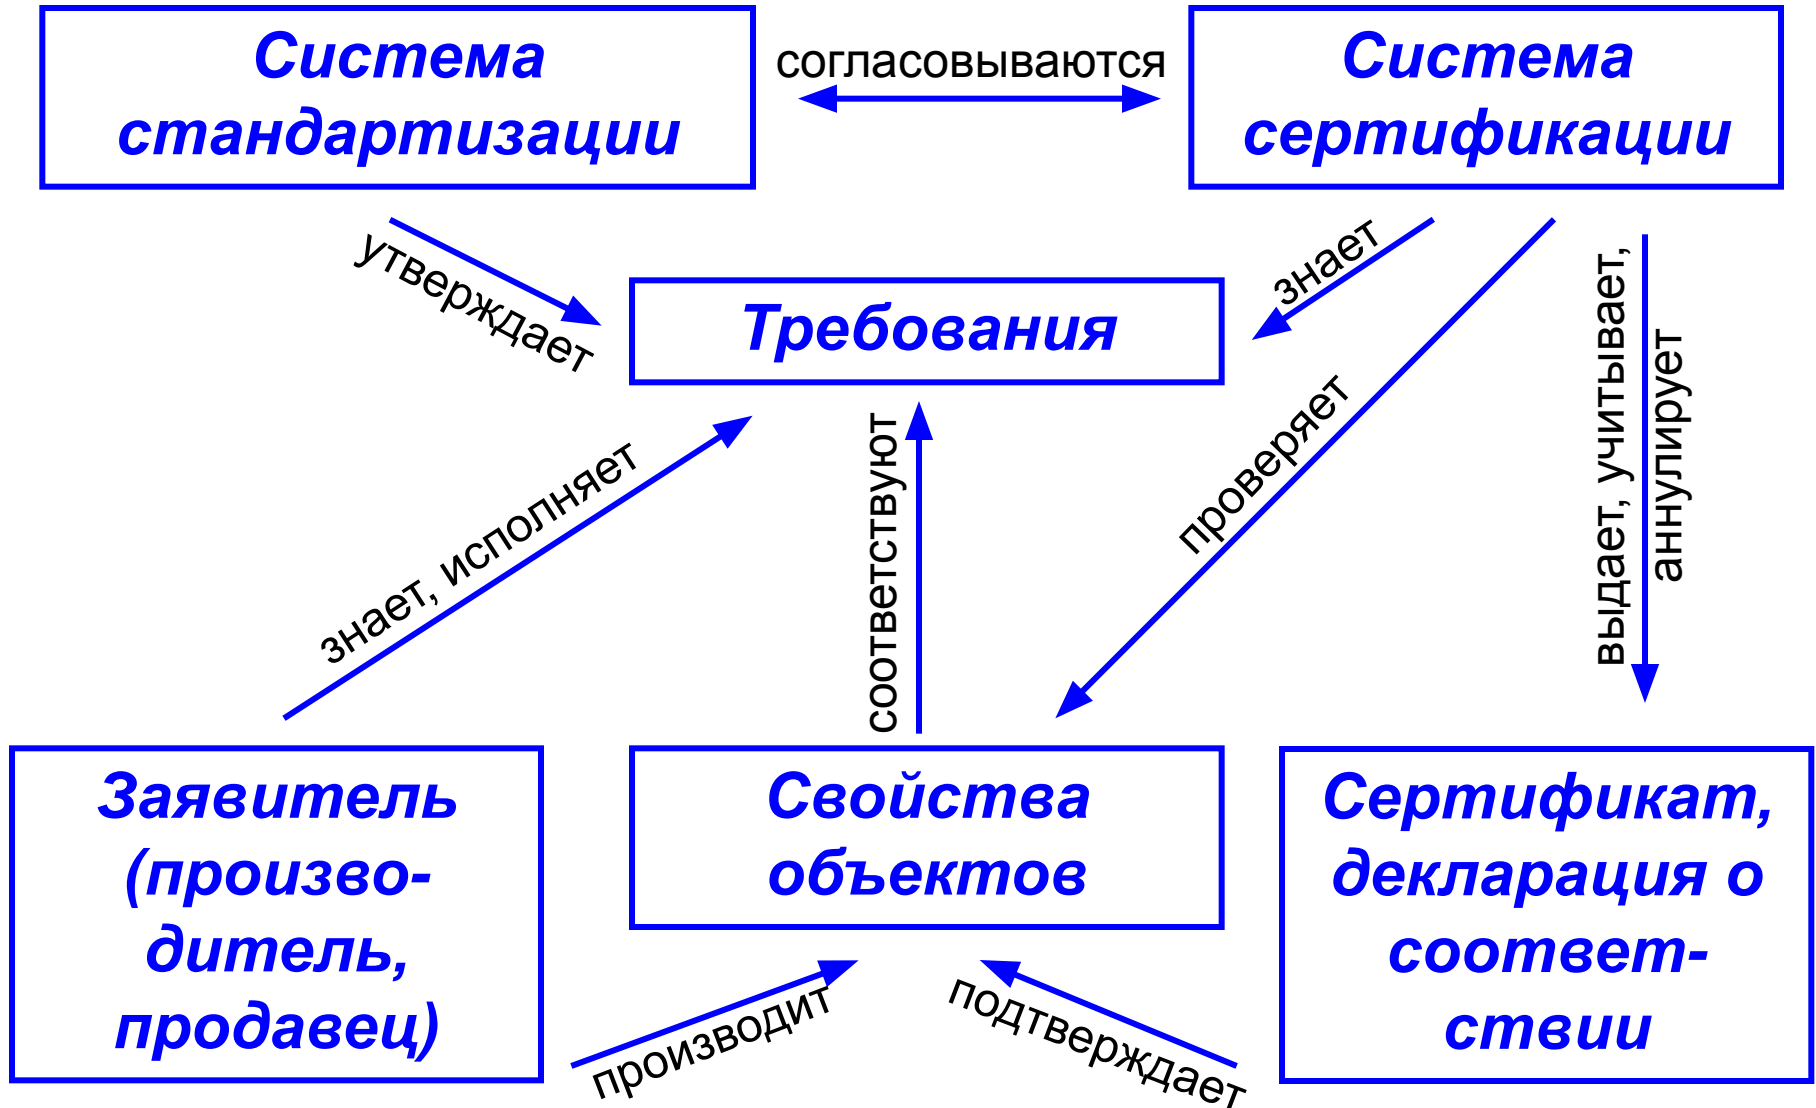 Система
стандартизации
согласовываются
Система
сертификации
утверждает
Требования
знает
знает, исполняет
соответствуют
проверяет
выдает, учитывает,
аннулирует
Заявитель
(произво-
дитель,
продавец)
Свойства
объектов
Сертификат,
декларация о
соответ-
ствии
производит
подтверждает